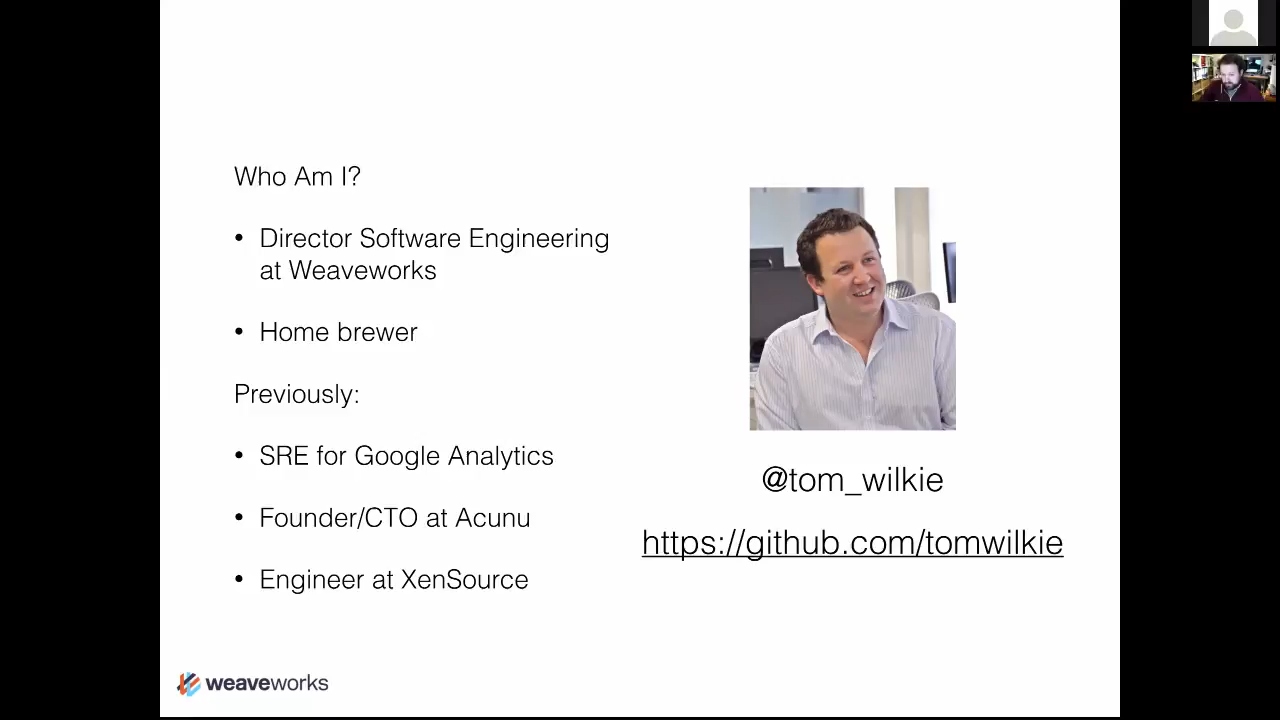 Who Am I?
• Director Software Engineering
at Weaveworks
• Home brewer
Previously:
• SRE for Google Analytics
• Founder/CTO at Acunu
• Engineer at XenSource
@tom_wilkie
https://github.com/tomwilkie
weaveworks